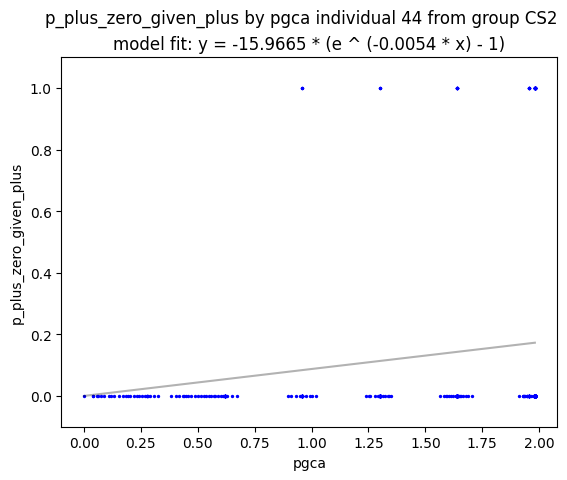 p_plus_zero_given_plus by pgca individual 44 from group CS2
model fit: y = -15.9665 * (e ^ (-0.0054 * x) - 1)
1.0
0.8
0.6
0.4
0.2
0.0
p_plus_zero_given_plus
0.00 0.25 0.50 0.75 1.00 1.25 1.50 1.75 2.00
pgca